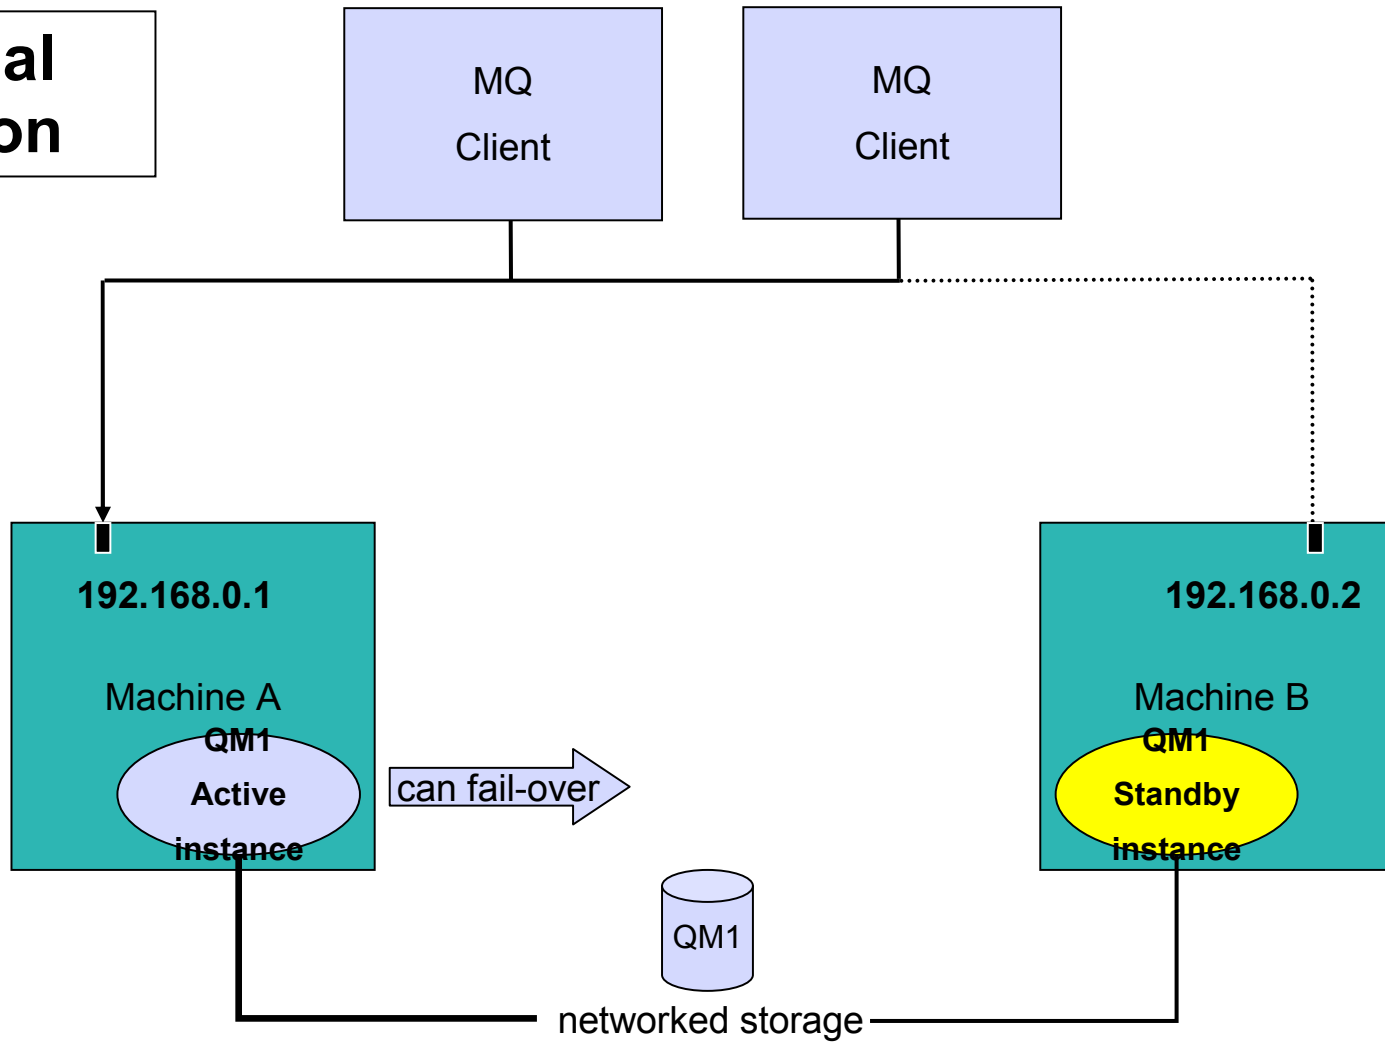 al
on
MQ
Client
MQ
Client
192.168.0.1
Machine A
QM1
Active
instance
can fail-over
192.168.0.2
Machine B
QM1
Standby
instance
QM1
networked storage